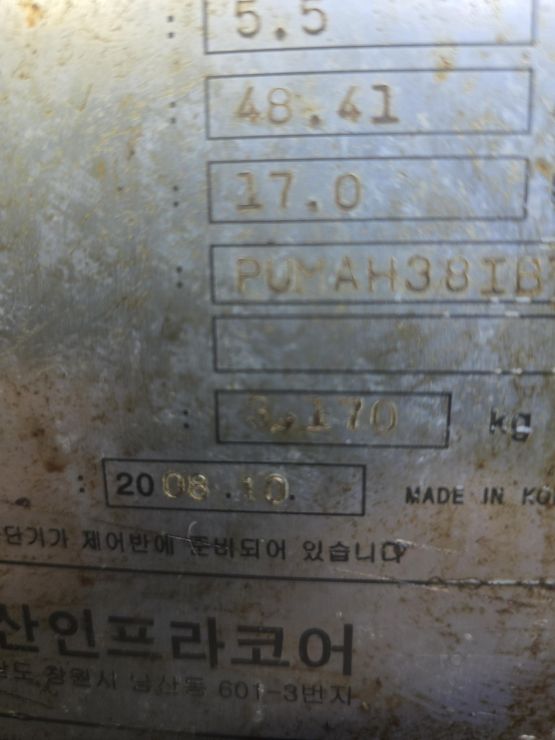 : 5.5
: 48.41
: 17.0
: PUMAH38IB
: 3,170 kg
: 2008.10. MADE IN KO
단기가 제어반에 준비되어 있습니다
산인프라코어
도 창원시 남산동 601-3번지